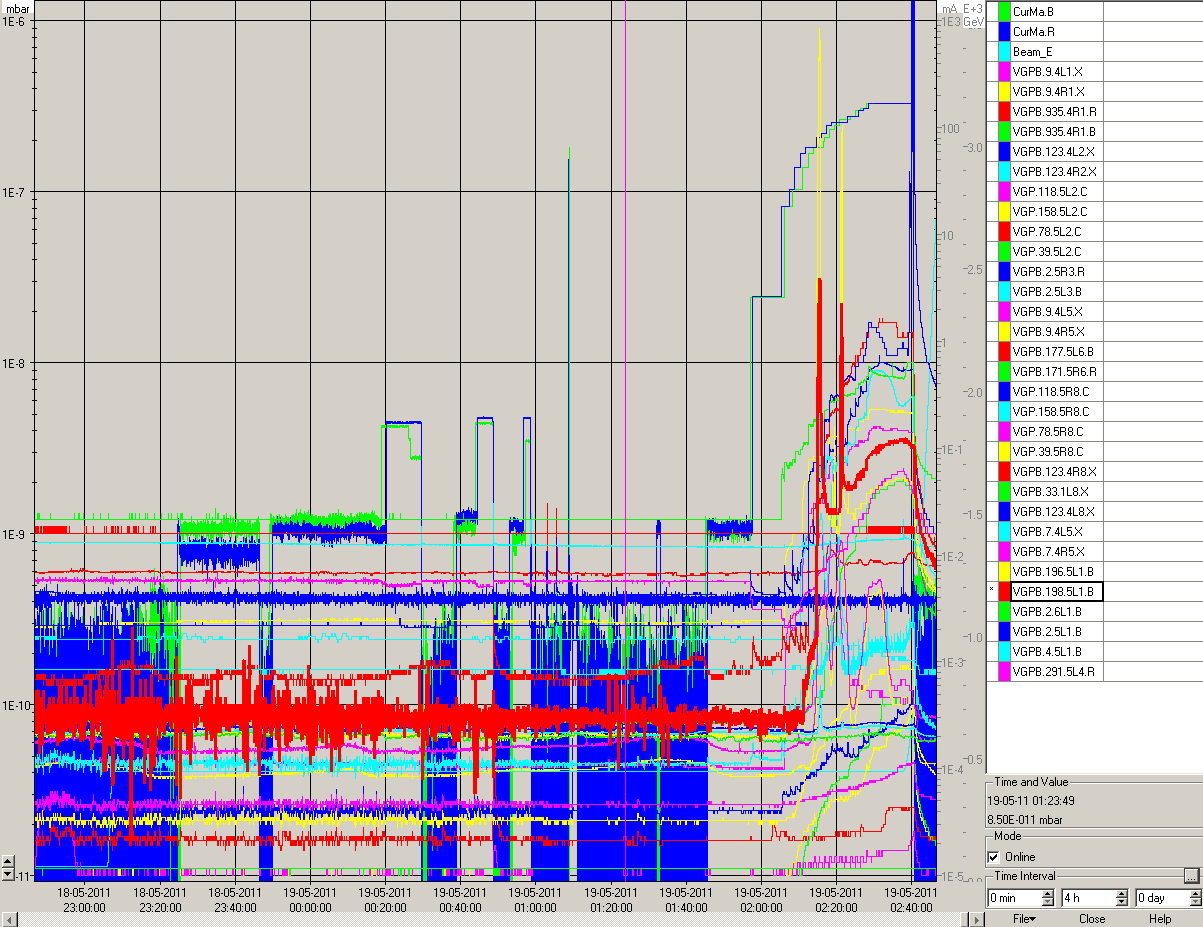 mbar
mA_E+3
GeV
1E-6
1E-7
1E-8
1E-9
1E-10
-11
1E3
100
10
1
1E-1
1E-2
1E-3
1E-4
1E-5
3.0
2.5
2.0
1.5
1.0
0.5
18-05-2011 18-05-2011 18-05-2011 19-05-2011 19-05-2011 19-05-2011 19-05-2011 19-05-2011 19-05-2011 19-05-2011 19-05-2011 19-05-2011
23:00:00 23:20:00 23:40:00 00:00:00 00:20:00 00:40:00 01:00:00 01:20:00 01:40:00 02:00:00 02:20:00 02:40:00
CurMa.B
CurMa.R
Beam_E
VGPB.9.4L1.X
VGPB.9.4R1.X
VGPB.935.4R1.R
VGPB.935.4R1.B
VGPB.123.4L2.X
VGPB.123.4R2.X
VGP.118.5L2.C
VGP.158.5L2.C
VGP.78.5L2.C
VGP.39.5L2.C
VGPB.2.5R3.R
VGPB.2.5L3.B
VGPB.9.4L5.X
VGPB.9.4R5.X
VGPB.177.5L6.B
VGPB.171.5R6.R
VGP.118.5R8.C
VGP.158.5R8.C
VGP.78.5R8.C
VGP.39.5R8.C
VGPB.123.4R8.X
VGPB.33.1L8.X
VGPB.123.4L8.X
VGPB.7.4L5.X
VGPB.7.4R5.X
VGPB.196.5L1.B
VGPB.198.5L1.B
VGPB.2.6L1.B
VGPB.2.5L1.B
VGPB.4.5L1.B
VGPB.291.5L4.R
Time and Value
19-05-11 01:23:49
8.50E-011 mbar
Mode
Online
Time Interval
...
0 min 4 h 0 day
File Close Help